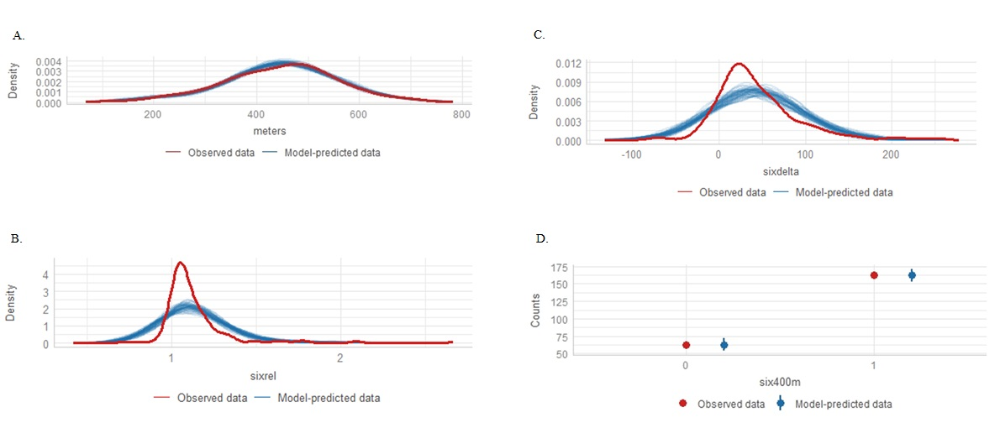 A.
Density
0.004
0.003
0.002
0.001
0.000
200 400 600 800
meters
Observed data Model-predicted data
B.
Density
4
3
2
1
0
1 2
sixrel
Observed data Model-predicted data
C.
Density
0.012
0.009
0.006
0.003
0.000
-100 0 100 200
sixdelta
Observed data Model-predicted data
D.
Counts
175
150
125
100
75
50
0 1
six400m
Observed data Model-predicted data